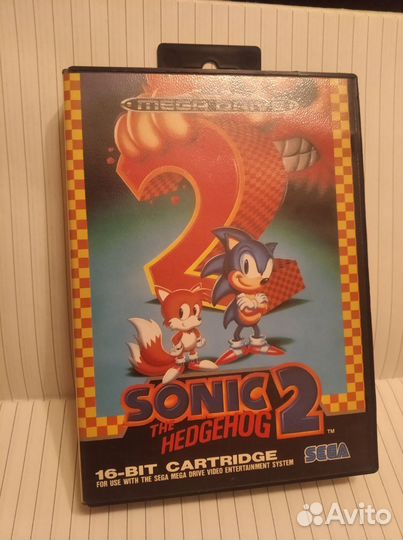 MEGA DRIVE
2
SONIC
THE
HEDGEHOG 2
TM
SEGA
16-BIT CARTRIDGE
FOR USE WITH THE SEGA MEGA DRIVE VIDEO ENTERTAINMENT SYSTEM
Avito